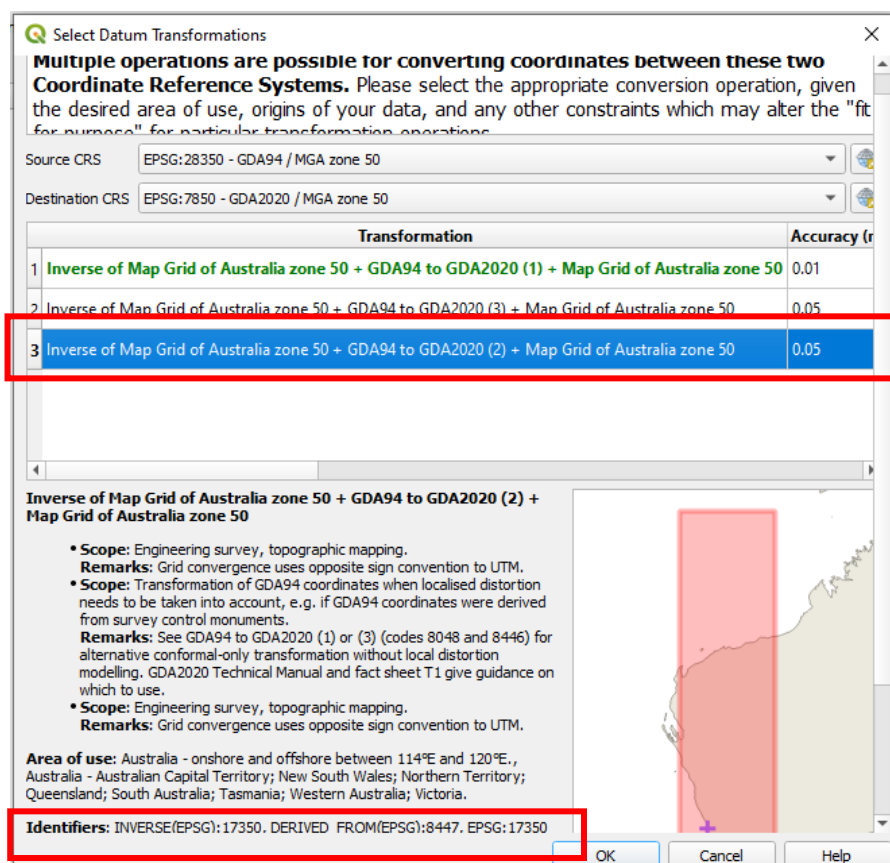 Select Datum Transformations
Multiple operations are possible for converting coordinates between these two
Coordinate Reference Systems. Please select the appropriate conversion operation, given
the desired area of use, origins of your data, and any other constraints which may alter the "fit
for purpose" for particular transformation operations.
Source CRS EPSG:28350 - GDA94 / MGA zone 50
Destination CRS EPSG:7850 - GDA2020 / MGA zone 50
Transformation Accuracy (r
1 Inverse of Map Grid of Australia zone 50 + GDA94 to GDA2020 (1) + Map Grid of Australia zone 50 0.01
2 Inverse of Map Grid of Australia zone 50 + GDA94 to GDA2020 (3) + Map Grid of Australia zone 50 0.05
3 Inverse of Map Grid of Australia zone 50 + GDA94 to GDA2020 (2) + Map Grid of Australia zone 50 0.05
Inverse of Map Grid of Australia zone 50 + GDA94 to GDA2020 (2) +
Map Grid of Australia zone 50
• Scope: Engineering survey, topographic mapping.
Remarks: Grid convergence uses opposite sign convention to UTM.
• Scope: Transformation of GDA94 coordinates when localised distortion
needs to be taken into account, e.g. if GDA94 coordinates were derived
from survey control monuments.
Remarks: See GDA94 to GDA2020 (1) or (3) (codes 8048 and 8446) for
alternative conformal-only transformation without local distortion
modelling. GDA2020 Technical Manual and fact sheet T1 give guidance on
which to use.
• Scope: Engineering survey, topographic mapping.
Remarks: Grid convergence uses opposite sign convention to UTM.
Area of use: Australia - onshore and offshore between 114°E and 120°E.,
Australia - Australian Capital Territory; New South Wales; Northern Territory;
Queensland; South Australia; Tasmania; Western Australia; Victoria.
Identifiers: INVERSE(EPSG):17350, DERIVED_FROM(EPSG):8447, EPSG:17350
OK Cancel Help